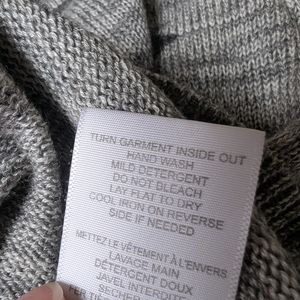 TURN GARMENT INSIDE OUT
HAND WASH
MILD DETERGENT
DO NOT BLEACH
LAY FLAT TO DRY
COOL IRON ON REVERSE
SIDE IF NEEDED
METTEZ LE VÊTEMENT À L'ENVERS
LAVAGE MAIN
DÉTERGENT DOUX
JAVEL INTERDIT
SÉCHER